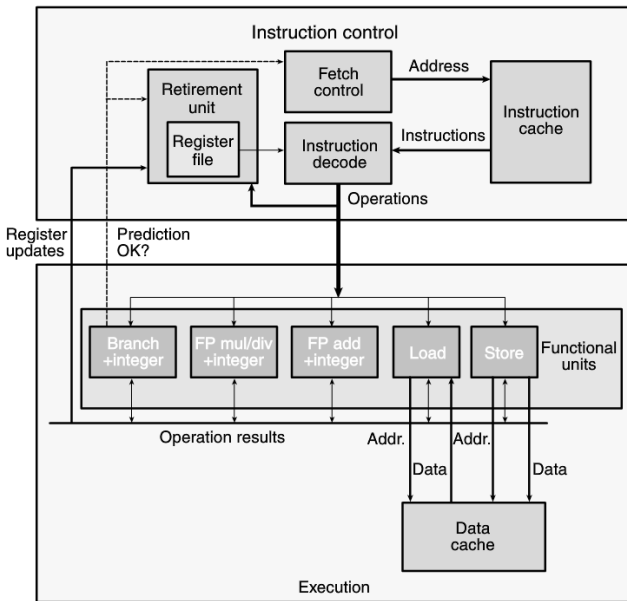 Instruction control
Fetch
control
Address
Retirement
unit
Instruction
cache
Register
file
Instruction
decode
Instructions
Operations
Register
updates
Prediction
OK?
Branch
+integer
FP mul/div
+integer
FP add
+integer
Load
Store
Functional
units
Operation results
Addr.
Addr.
Data
Data
Data
cache
Execution